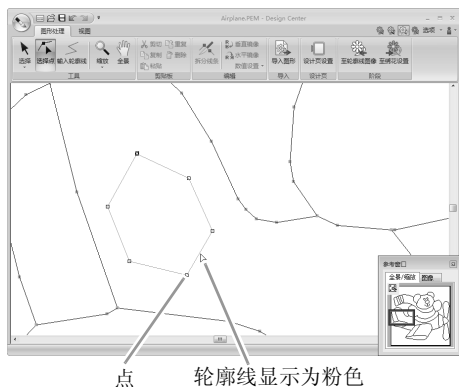 Airplane.PEM - Design Center
图形处理 视图
选项
选择 选择点 输入轮廓线 缩放 全景
剪切 重复
复制 删除
粘贴
拆分线条
垂直镜像
水平镜像
数值设置
导入图形 设计页设置 至轮廓线图像 至绣花设置
工具 剪贴板 编辑 导入 设计页 阶段
参考窗口
全景/缩放 图像
点 轮廓线显示为粉色